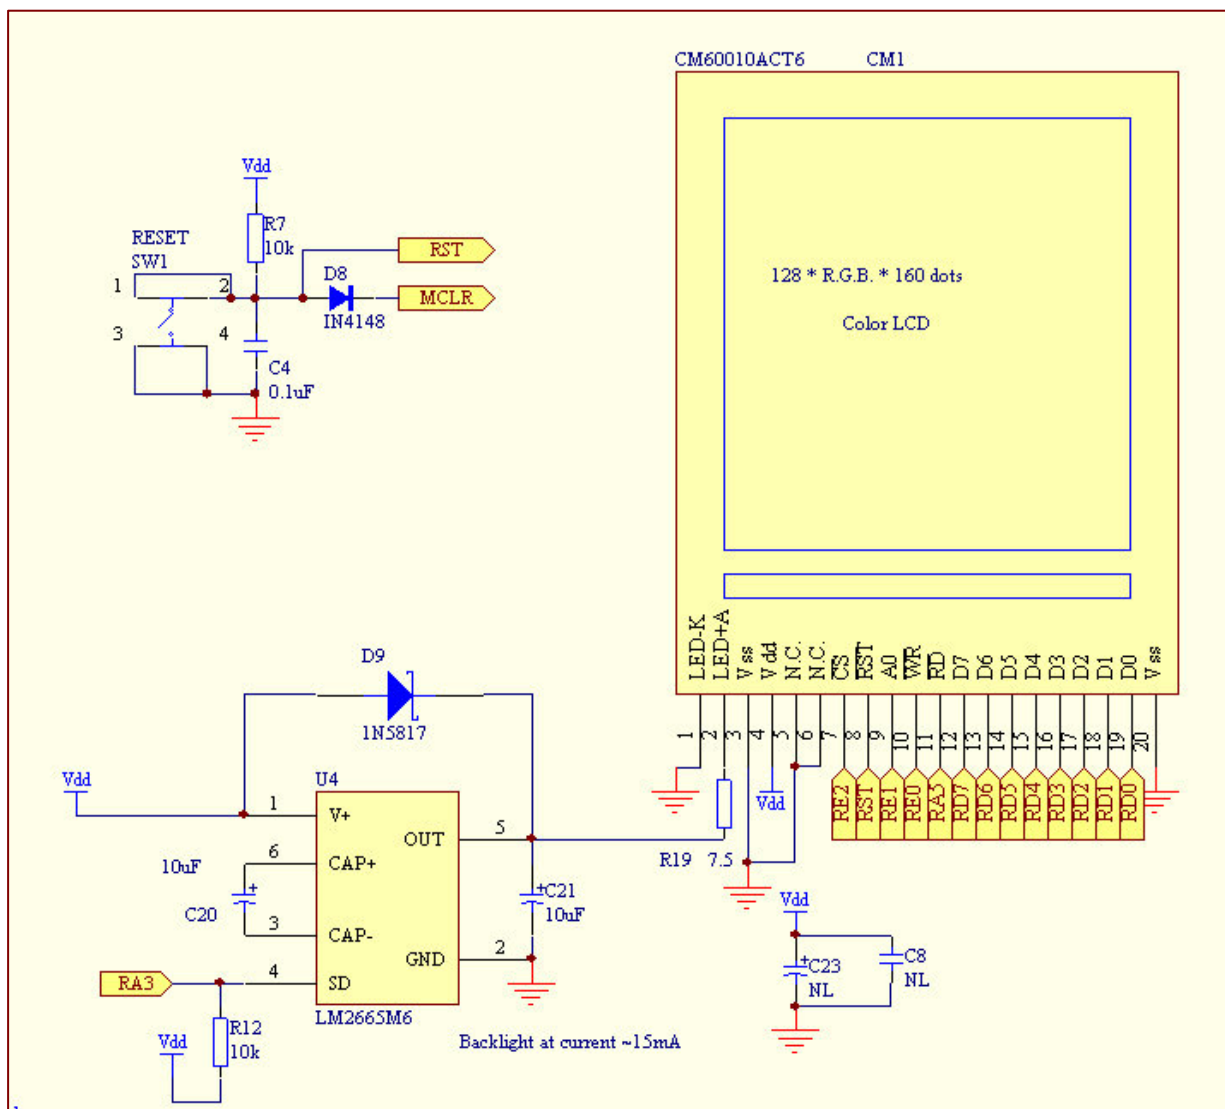 CM60010ACT6 CM1
128 * R.G.B. * 160 dots
Color LCD
LED-K
LED+A
Vss
Vdd
N.C.
N.C.
CS
RST
A0
WR
RD
D7
D6
D5
D4
D3
D2
D1
D0
Vss
1
2
3
4
5
6
7
8
9
10
11
12
13
14
15
16
17
18
19
20
RE2
RST
RE1
RE0
RA5
RD7
RD6
RD5
RD4
RD3
RD2
RD1
RD0
Vdd
R7
10k
RESET
SW1
1 2
3 4
RST
D8
MCLR
IN4148
C4
0.1uF
D9
1N5817
Vdd
U4
1 V+
OUT 5
10uF
6 CAP+
C20
3 CAP-
C21
10uF
GND 2
RA3
4 SD
LM2665M6
R12
10k
Vdd
Backlight at current ~15mA
R19 7.5
Vdd
Vdd
C23
NL
C8
NL